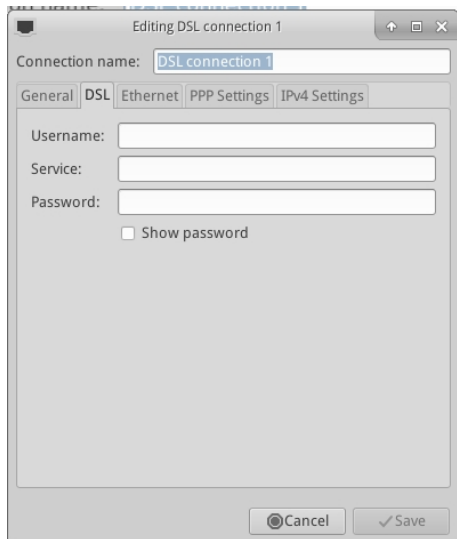 Editing DSL connection 1
Connection name: DSL connection 1
General DSL Ethernet PPP Settings IPv4 Settings
Username:
Service:
Password:
Show password
Cancel Save